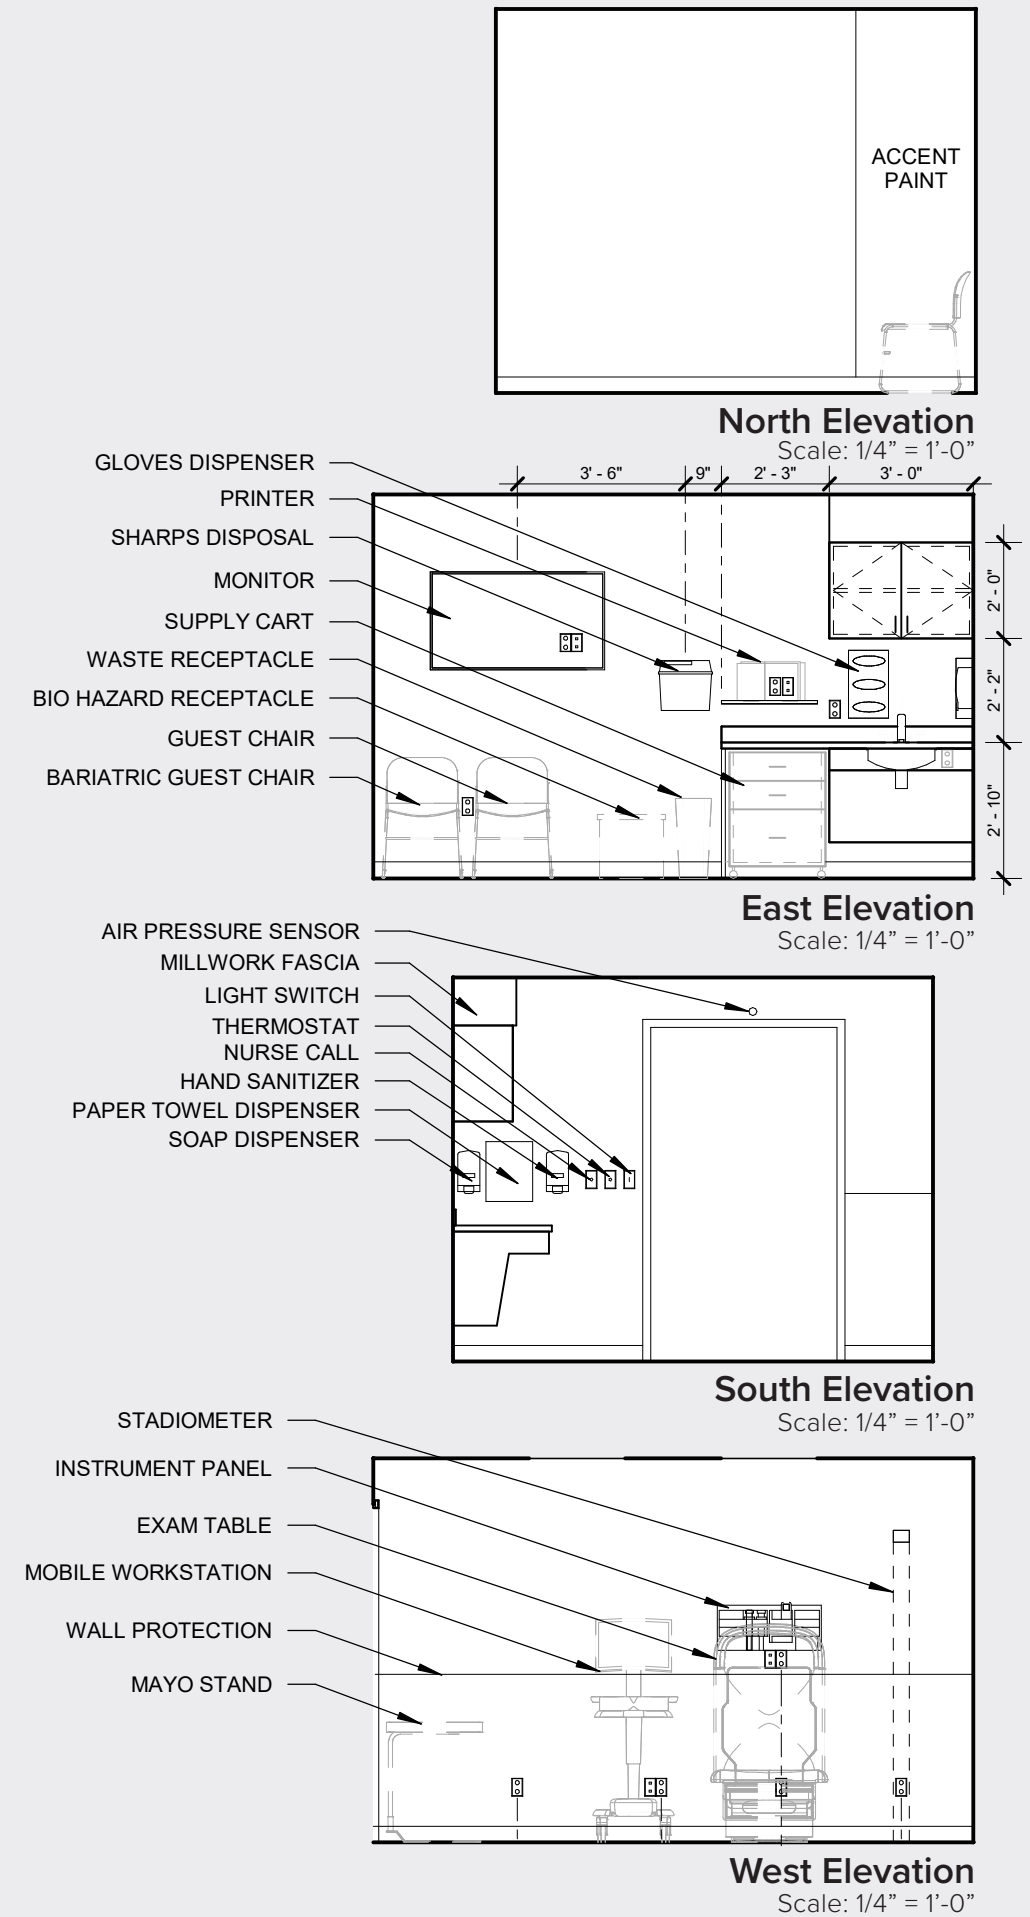 ACCENT
PAINT
North Elevation
Scale: 1/4” = 1’-0”
GLOVES DISPENSER
PRINTER
SHARPS DISPOSAL
MONITOR
SUPPLY CART
WASTE RECEPTACLE
BIO HAZARD RECEPTACLE
GUEST CHAIR
BARIATRIC GUEST CHAIR
3' - 6"
9"
2' - 3"
3' - 0"
2' - 0"
2' - 2"
2' - 10"
East Elevation
Scale: 1/4” = 1’-0”
AIR PRESSURE SENSOR
MILLWORK FASCIA
LIGHT SWITCH
THERMOSTAT
NURSE CALL
HAND SANITIZER
PAPER TOWEL DISPENSER
SOAP DISPENSER
South Elevation
Scale: 1/4” = 1’-0”
STADIOMETER
INSTRUMENT PANEL
EXAM TABLE
MOBILE WORKSTATION
WALL PROTECTION
MAYO STAND
West Elevation
Scale: 1/4” = 1’-0”